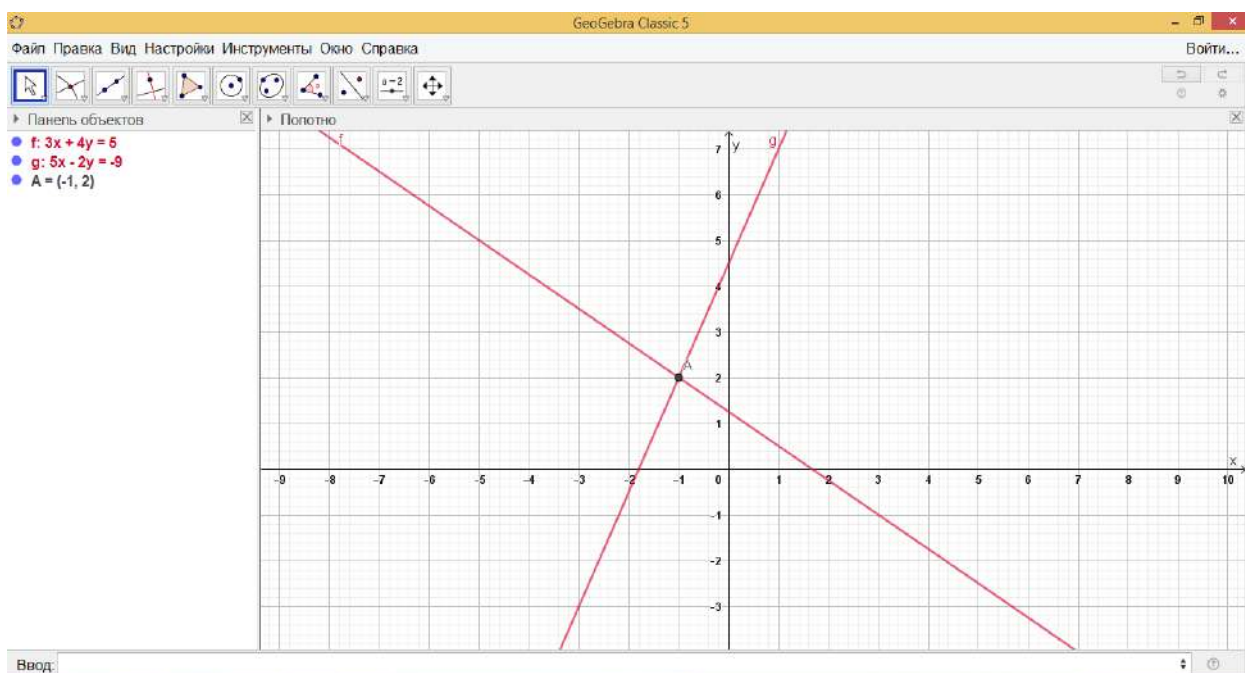 GeoGebra Classic 5
Файл Правка Вид Настройки Инструменты Окно Справка
Войти...
a=2
Панель объектов
Полотно
f: 3x + 4y = 5
g: 5x - 2y = -9
A = (-1, 2)
f
g
y
7
6
5
4
3
A
2
1
x
-9 -8 -7 -6 -5 -4 -3 -2 -1 0 1 2 3 4 5 6 7 8 9 10
-1
-2
-3
Ввод: